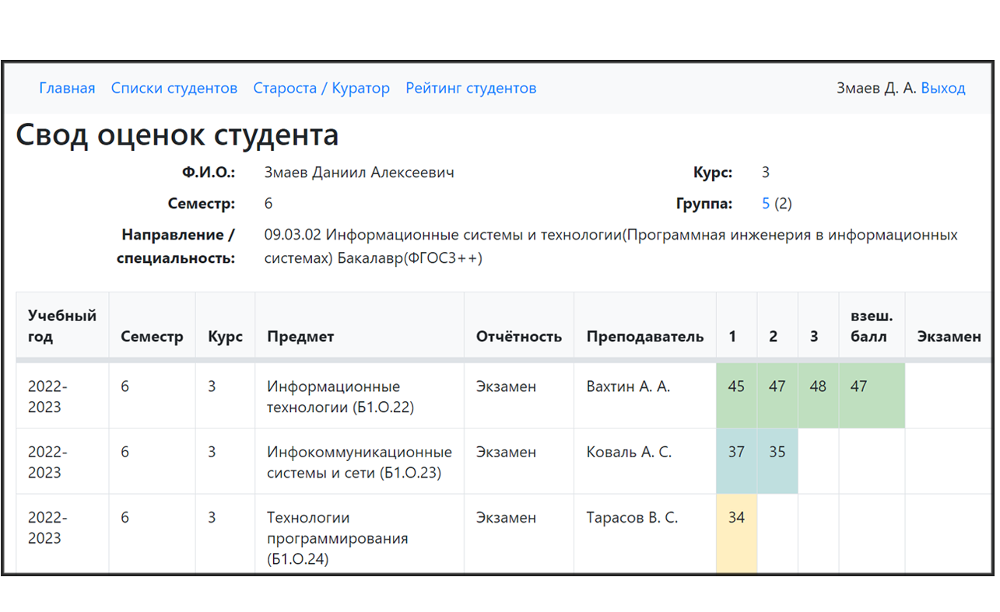 Главная Списки студентов Староста / Куратор Рейтинг студентов Змаев Д. А. Выход
Свод оценок студента
Ф.И.О.: Змаев Даниил Алексеевич Курс: 3
Семестр: 6 Группа: 5 (2)
Направление / 09.03.02 Информационные системы и технологии(Программная инженерия в информационных
специальность: системах) Бакалавр(ФГОС3++)
Учебный взеш.
год Семестр Курс Предмет Отчётность Преподаватель 1 2 3 балл Экзамен
2022- 6 3 Информационные Экзамен Вахтин А. А. 45 47 48 47
2023 технологии (Б1.О.22)
2022- 6 3 Инфокоммуникационные Экзамен Коваль А. С. 37 35
2023 системы и сети (Б1.О.23)
2022- 6 3 Технологии Экзамен Тарасов В. С. 34
2023 программирования
(Б1.О.24)